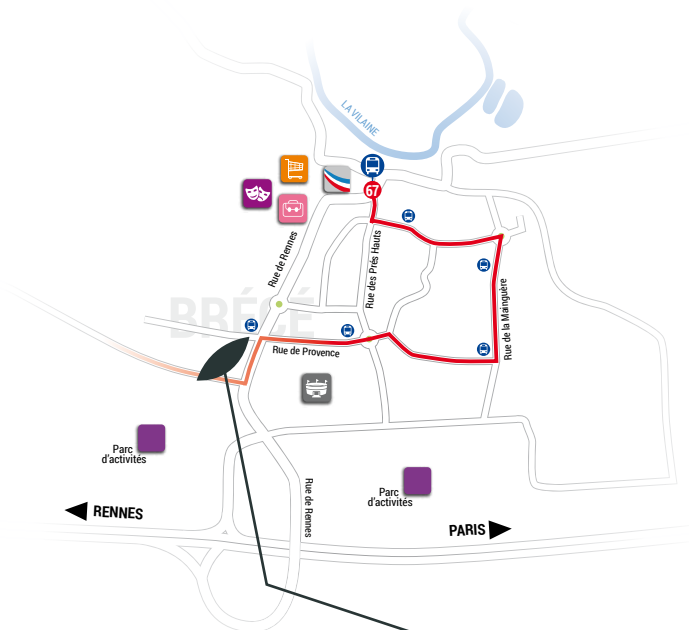 LA VILAINE
67
Rue de Rennes
Rue des Prés Hauts
Rue de la Mainguère
BRÉCÉ
Rue de Provence
Parc
d'activités
Rue de Rennes
Parc
d'activités
RENNES
PARIS